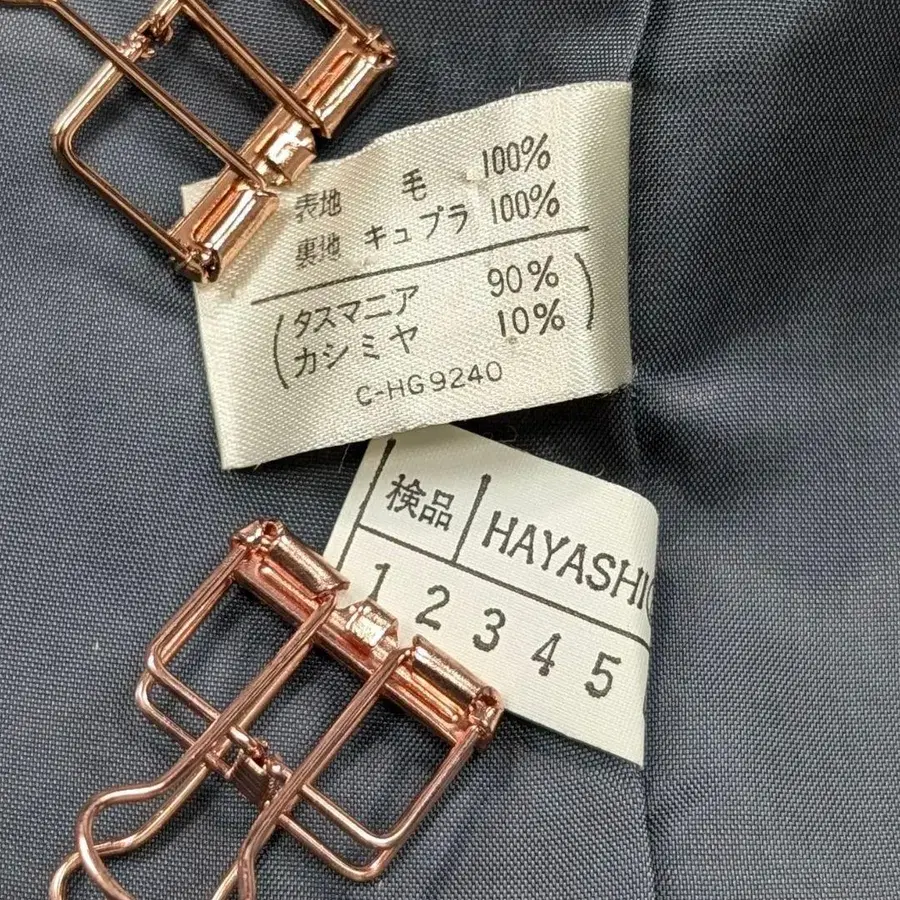 表地 毛 100%
裏地 キュプラ 100%
(タスマニア 90%
カシミヤ 10%)
C-HG9240
検品 HAYASHI
1 2 3 4 5